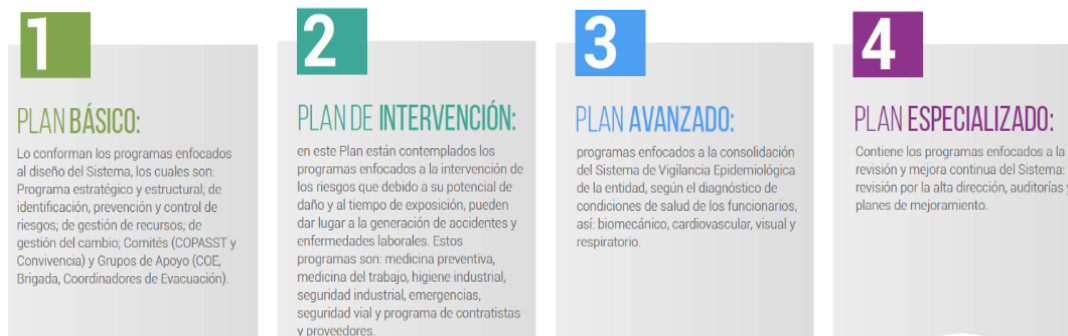 1
PLAN BÁSICO:
Lo conforman los programas enfocados
al diseño del Sistema, los cuales son:
Programa estratégico y estructural; de
identificación, prevención y control de
riesgos; de gestión de recursos; de
gestión del cambio; Comités (COPASST y
Convivencia) y Grupos de Apoyo (COE,
Brigada, Coordinadores de Evacuación).
2
PLAN DE INTERVENCIÓN:
en este Plan están contemplados los
programas enfocados a la intervención de
los riesgos que debido a su potencial de
daño y al tiempo de exposición, pueden
dar lugar a la generación de accidentes y
enfermedades laborales. Estos
programas son: medicina preventiva,
medicina del trabajo, higiene industrial,
seguridad industrial, emergencias,
seguridad vial y programa de contratistas
y proveedores.
3
PLAN AVANZADO:
programas enfocados a la consolidación
del Sistema de Vigilancia Epidemiológica
de la entidad, según el diagnóstico de
condiciones de salud de los funcionarios,
así: biomecánico, cardiovascular, visual y
respiratorio.
4
PLAN ESPECIALIZADO:
Contiene los programas enfocados a la
revisión y mejora continua del Sistema:
revisión por la alta dirección, auditorías y
planes de mejoramiento.